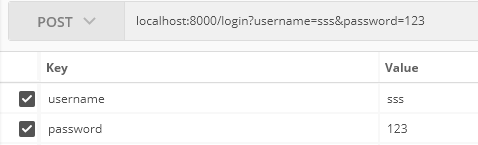 POST localhost:8000/login?username=sss&password=123
Key Value
username sss
password 123